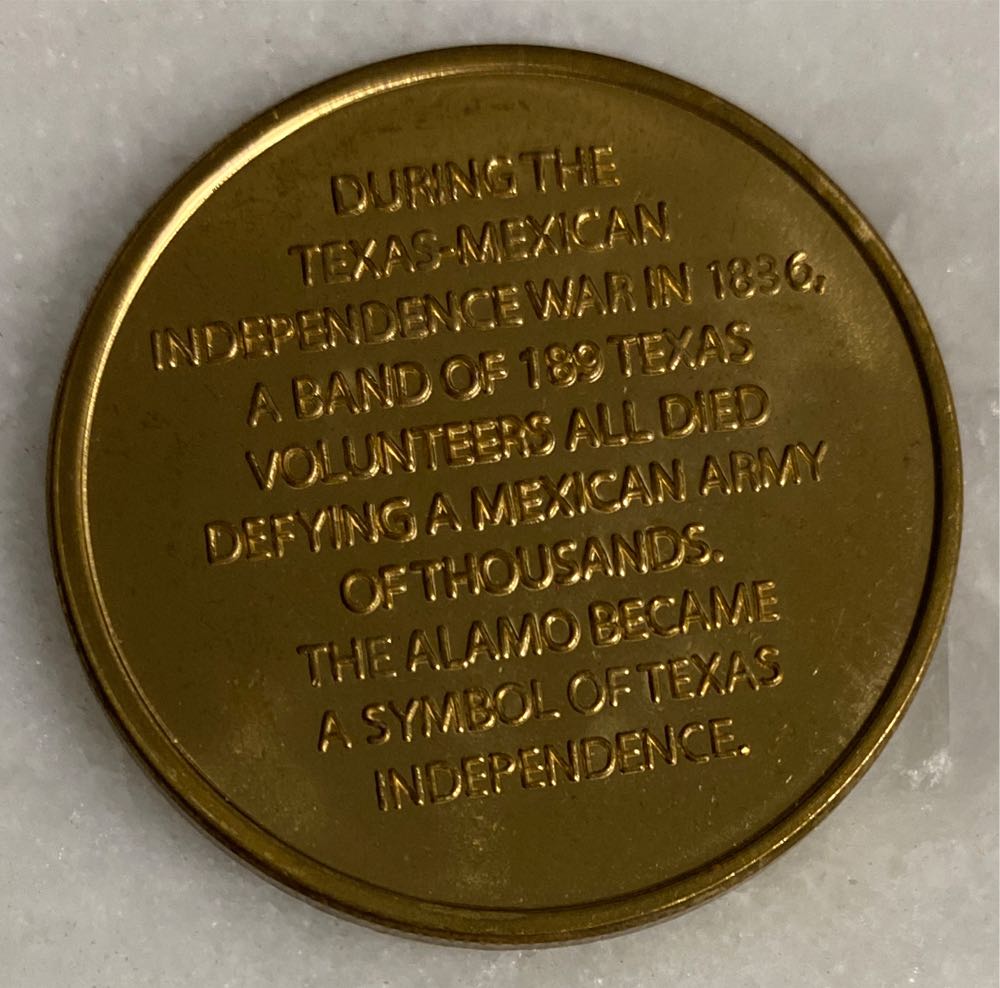 DURING THE
TEXAS-MEXICAN
INDEPENDENCE WAR IN 1836,
A BAND OF 189 TEXAS
VOLUNTEERS ALL DIED
DEFYING A MEXICAN ARMY
OF THOUSANDS.
THE ALAMO BECAME
A SYMBOL OF TEXAS
INDEPENDENCE.